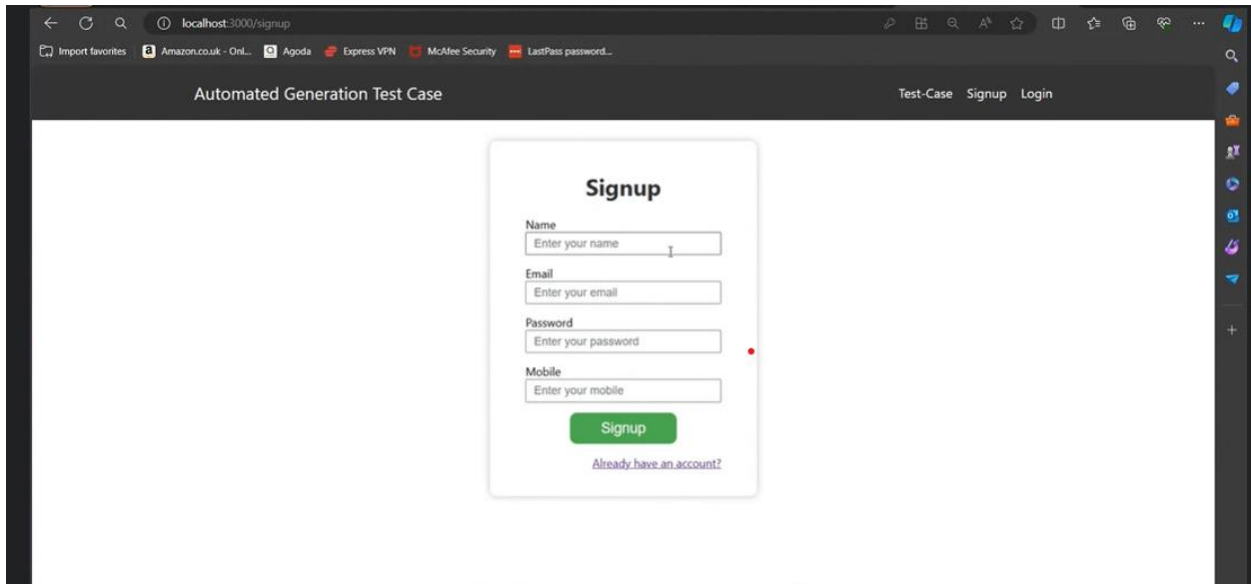 localhost:3000/signup
Import favorites Amazon.co.uk - Onl... Agoda Express VPN McAfee Security LastPass password...
Automated Generation Test Case Test-Case Signup Login
Signup
Name
Enter your name
Email
Enter your email
Password
Enter your password
Mobile
Enter your mobile
Signup
Already have an account?